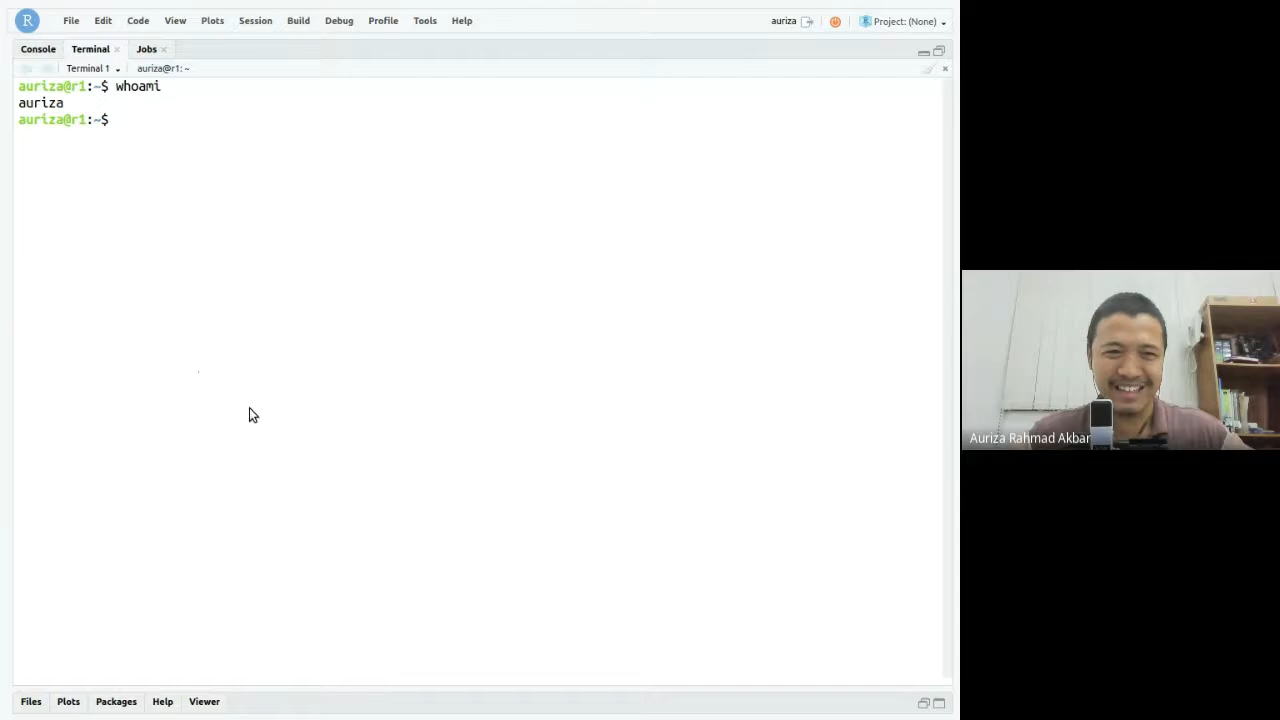 R File Edit Code View Plots Session Build Debug Profile Tools Help auriza R Project: (None)
Console Terminal Jobs
Terminal 1 auriza@r1: ~
auriza@r1:~$ whoami
auriza
auriza@r1:~$
Auriza Rahmad Akbar
Files Plots Packages Help Viewer